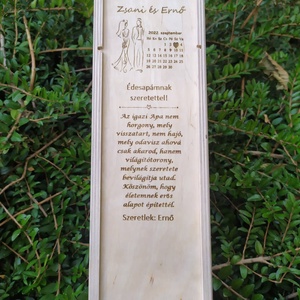 Zsani és Ernő
2022. szeptember
Édesapámnak
szeretettel!
Az igazi Apa nem
horgony, mely
visszatart, nem hajó,
mely odavisz ahová
csak akarod, hanem
világítótorony,
melynek szeretete
bevilágítja utad.
Köszönöm, hogy
életemnek erős
alapot építettél.
Szeretlek: Ernő